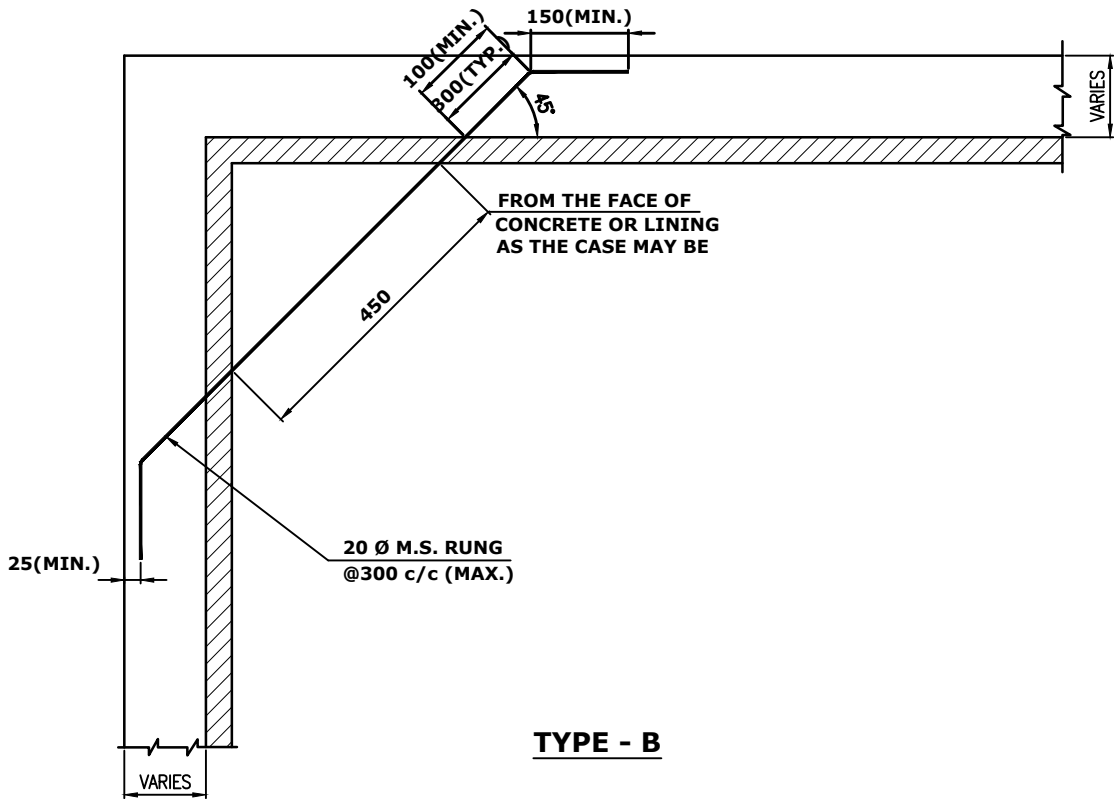 150(MIN.)
100(MIN.)
300(TYP.)
45°
VARIES
FROM THE FACE OF
CONCRETE OR LINING
AS THE CASE MAY BE
450
20 Ø M.S. RUNG
@300 c/c (MAX.)
25(MIN.)
TYPE - B
VARIES